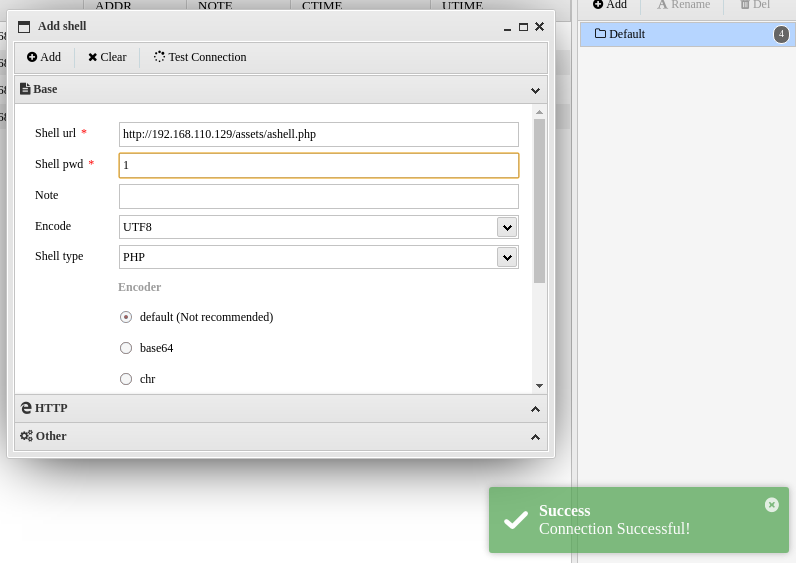 ADDR NOTE CTIME UTIME
Add Rename Del
Add shell
Default 4
Add Clear Test Connection
Base
Shell url * http://192.168.110.129/assets/ashell.php
Shell pwd * 1
Note
Encode UTF8
Shell type PHP
Encoder
default (Not recommended)
base64
chr
HTTP
Other
Success
Connection Successful!